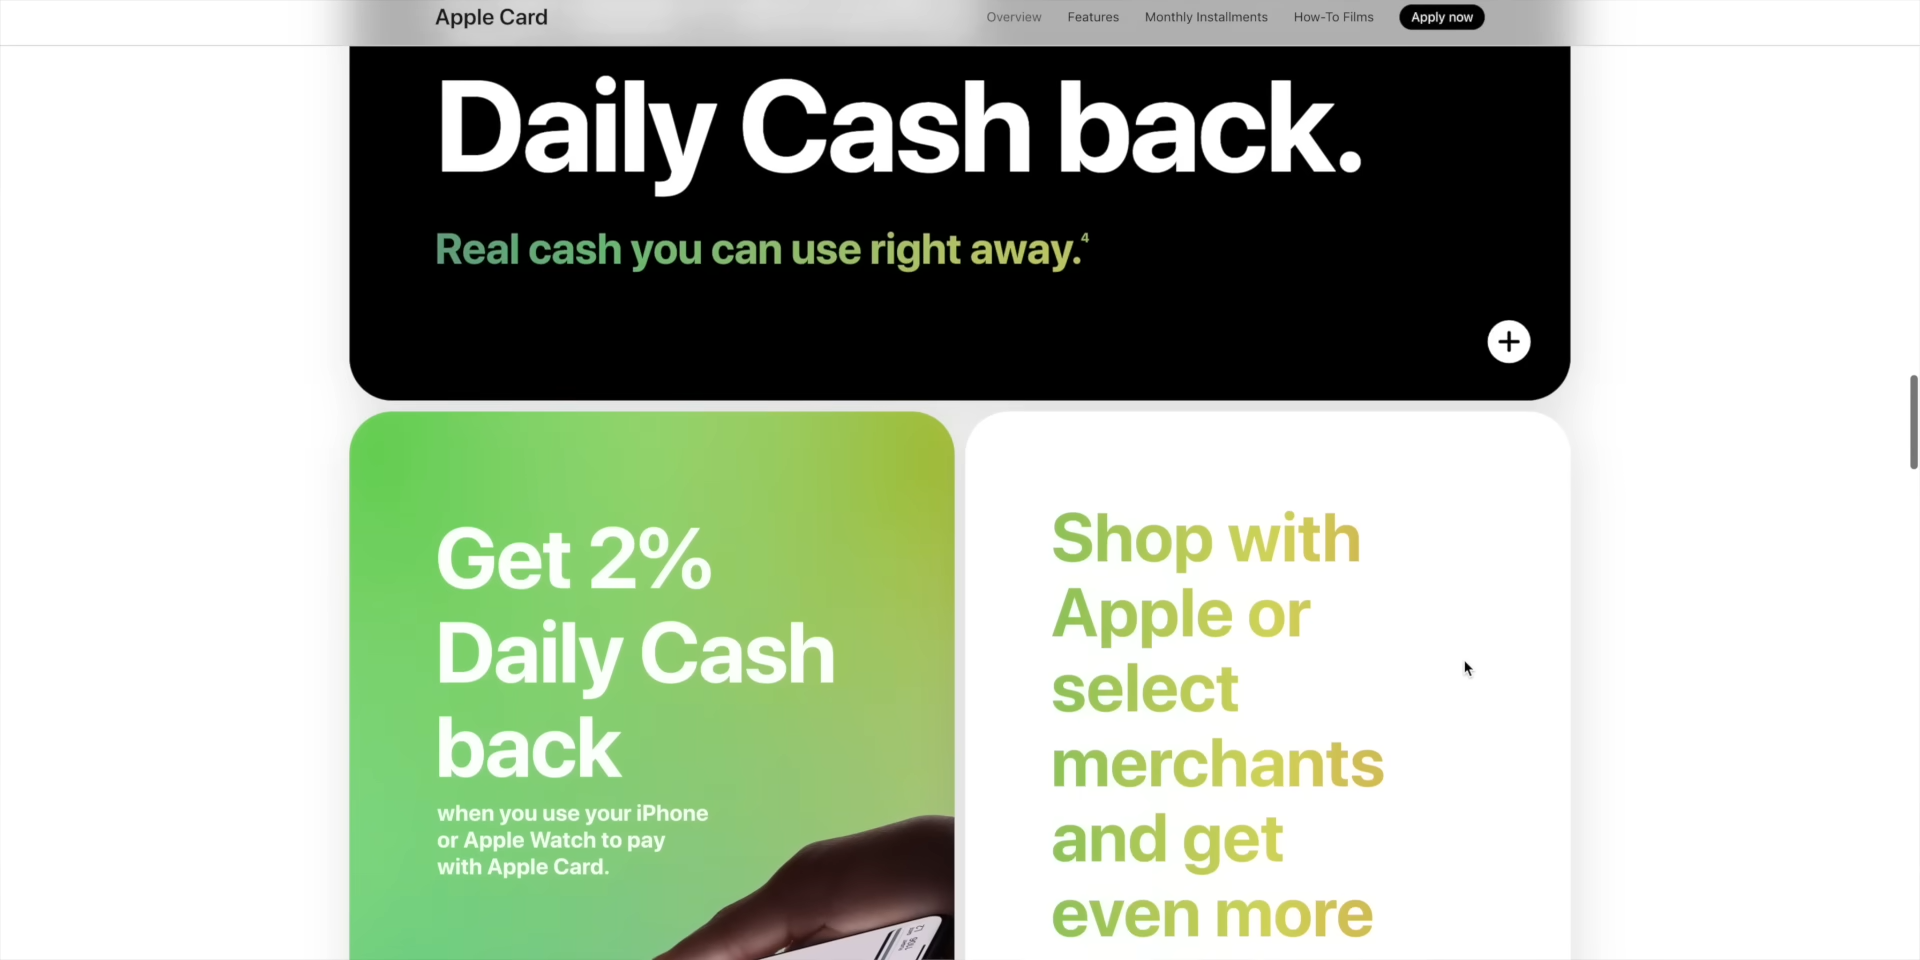 Apple Card
Overview
Features
Monthly Installments
How-To Films
Apply now
Daily Cash back.
Real cash you can use right away.4
Get 2%
Daily Cash
back
when you use your iPhone
or Apple Watch to pay
with Apple Card.
Shop with
Apple or
select
merchants
and get
even more